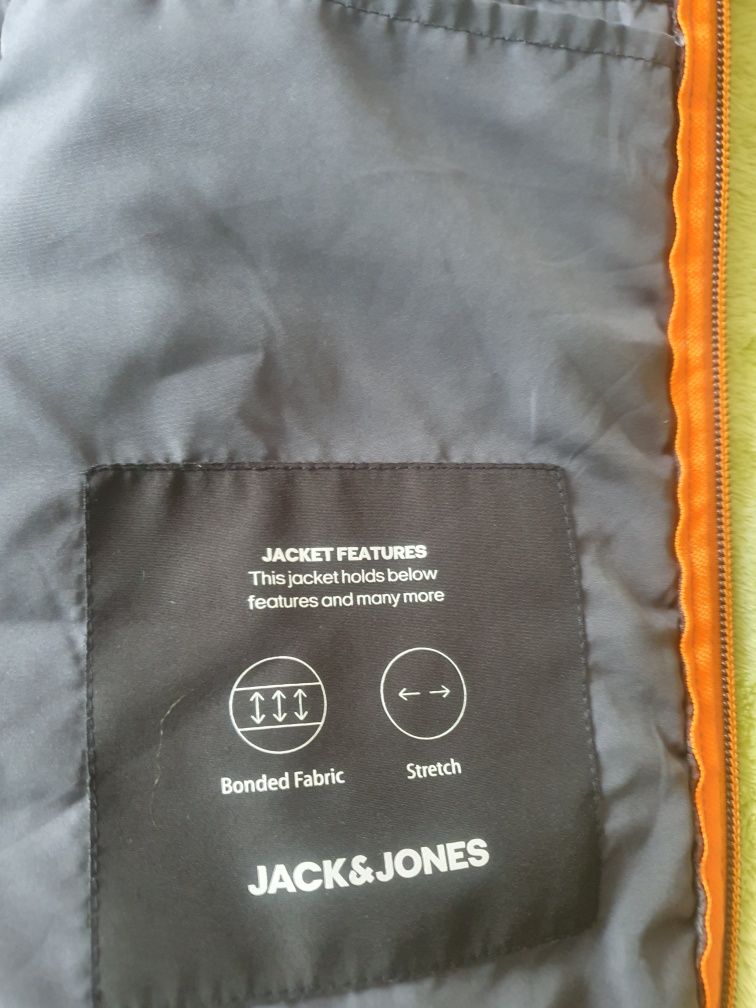 JACKET FEATURES
This jacket holds below
features and many more
Bonded Fabric
Stretch
JACK&JONES